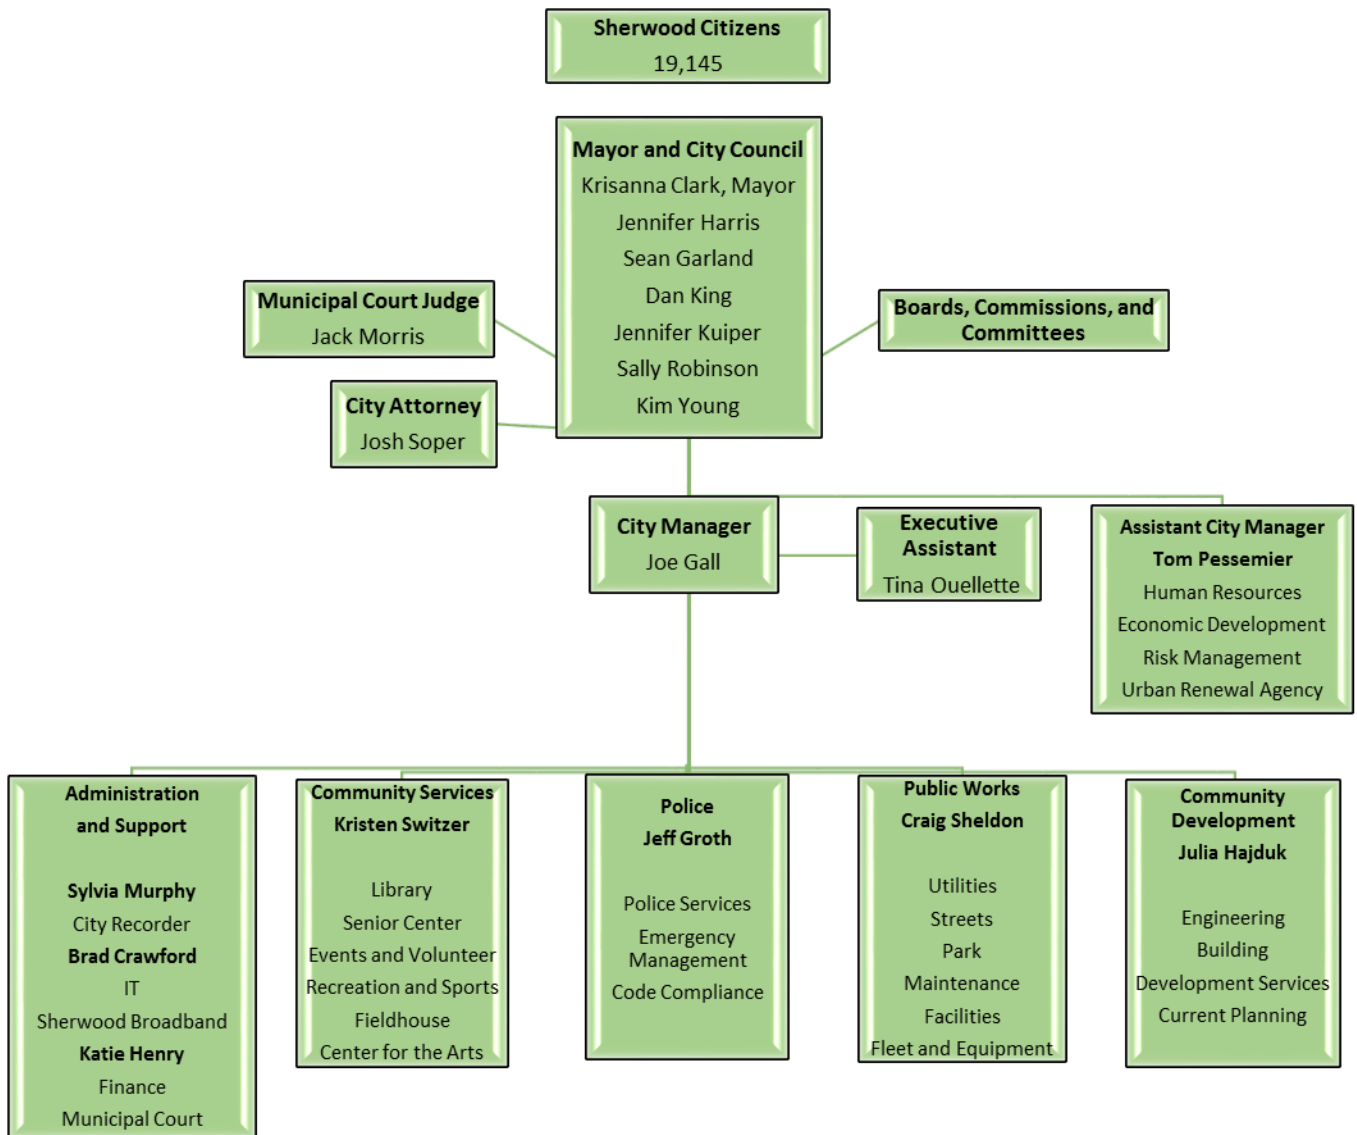 Sherwood Citizens
19,145
Mayor and City Council
Krisanna Clark, Mayor
Jennifer Harris
Sean Garland
Dan King
Jennifer Kuiper
Sally Robinson
Kim Young
Municipal Court Judge
Jack Morris
Boards, Commissions, and
Committees
City Attorney
Josh Soper
City Manager
Joe Gall
Executive
Assistant
Tina Ouellette
Assistant City Manager
Tom Pessemier
Human Resources
Economic Development
Risk Management
Urban Renewal Agency
Administration
and Support
Sylvia Murphy
City Recorder
Brad Crawford
IT
Sherwood Broadband
Katie Henry
Finance
Municipal Court
Community Services
Kristen Switzer
Library
Senior Center
Events and Volunteer
Recreation and Sports
Fieldhouse
Center for the Arts
Police
Jeff Groth
Police Services
Emergency
Management
Code Compliance
Public Works
Craig Sheldon
Utilities
Streets
Park
Maintenance
Facilities
Fleet and Equipment
Community
Development
Julia Hajduk
Engineering
Building
Development Services
Current Planning